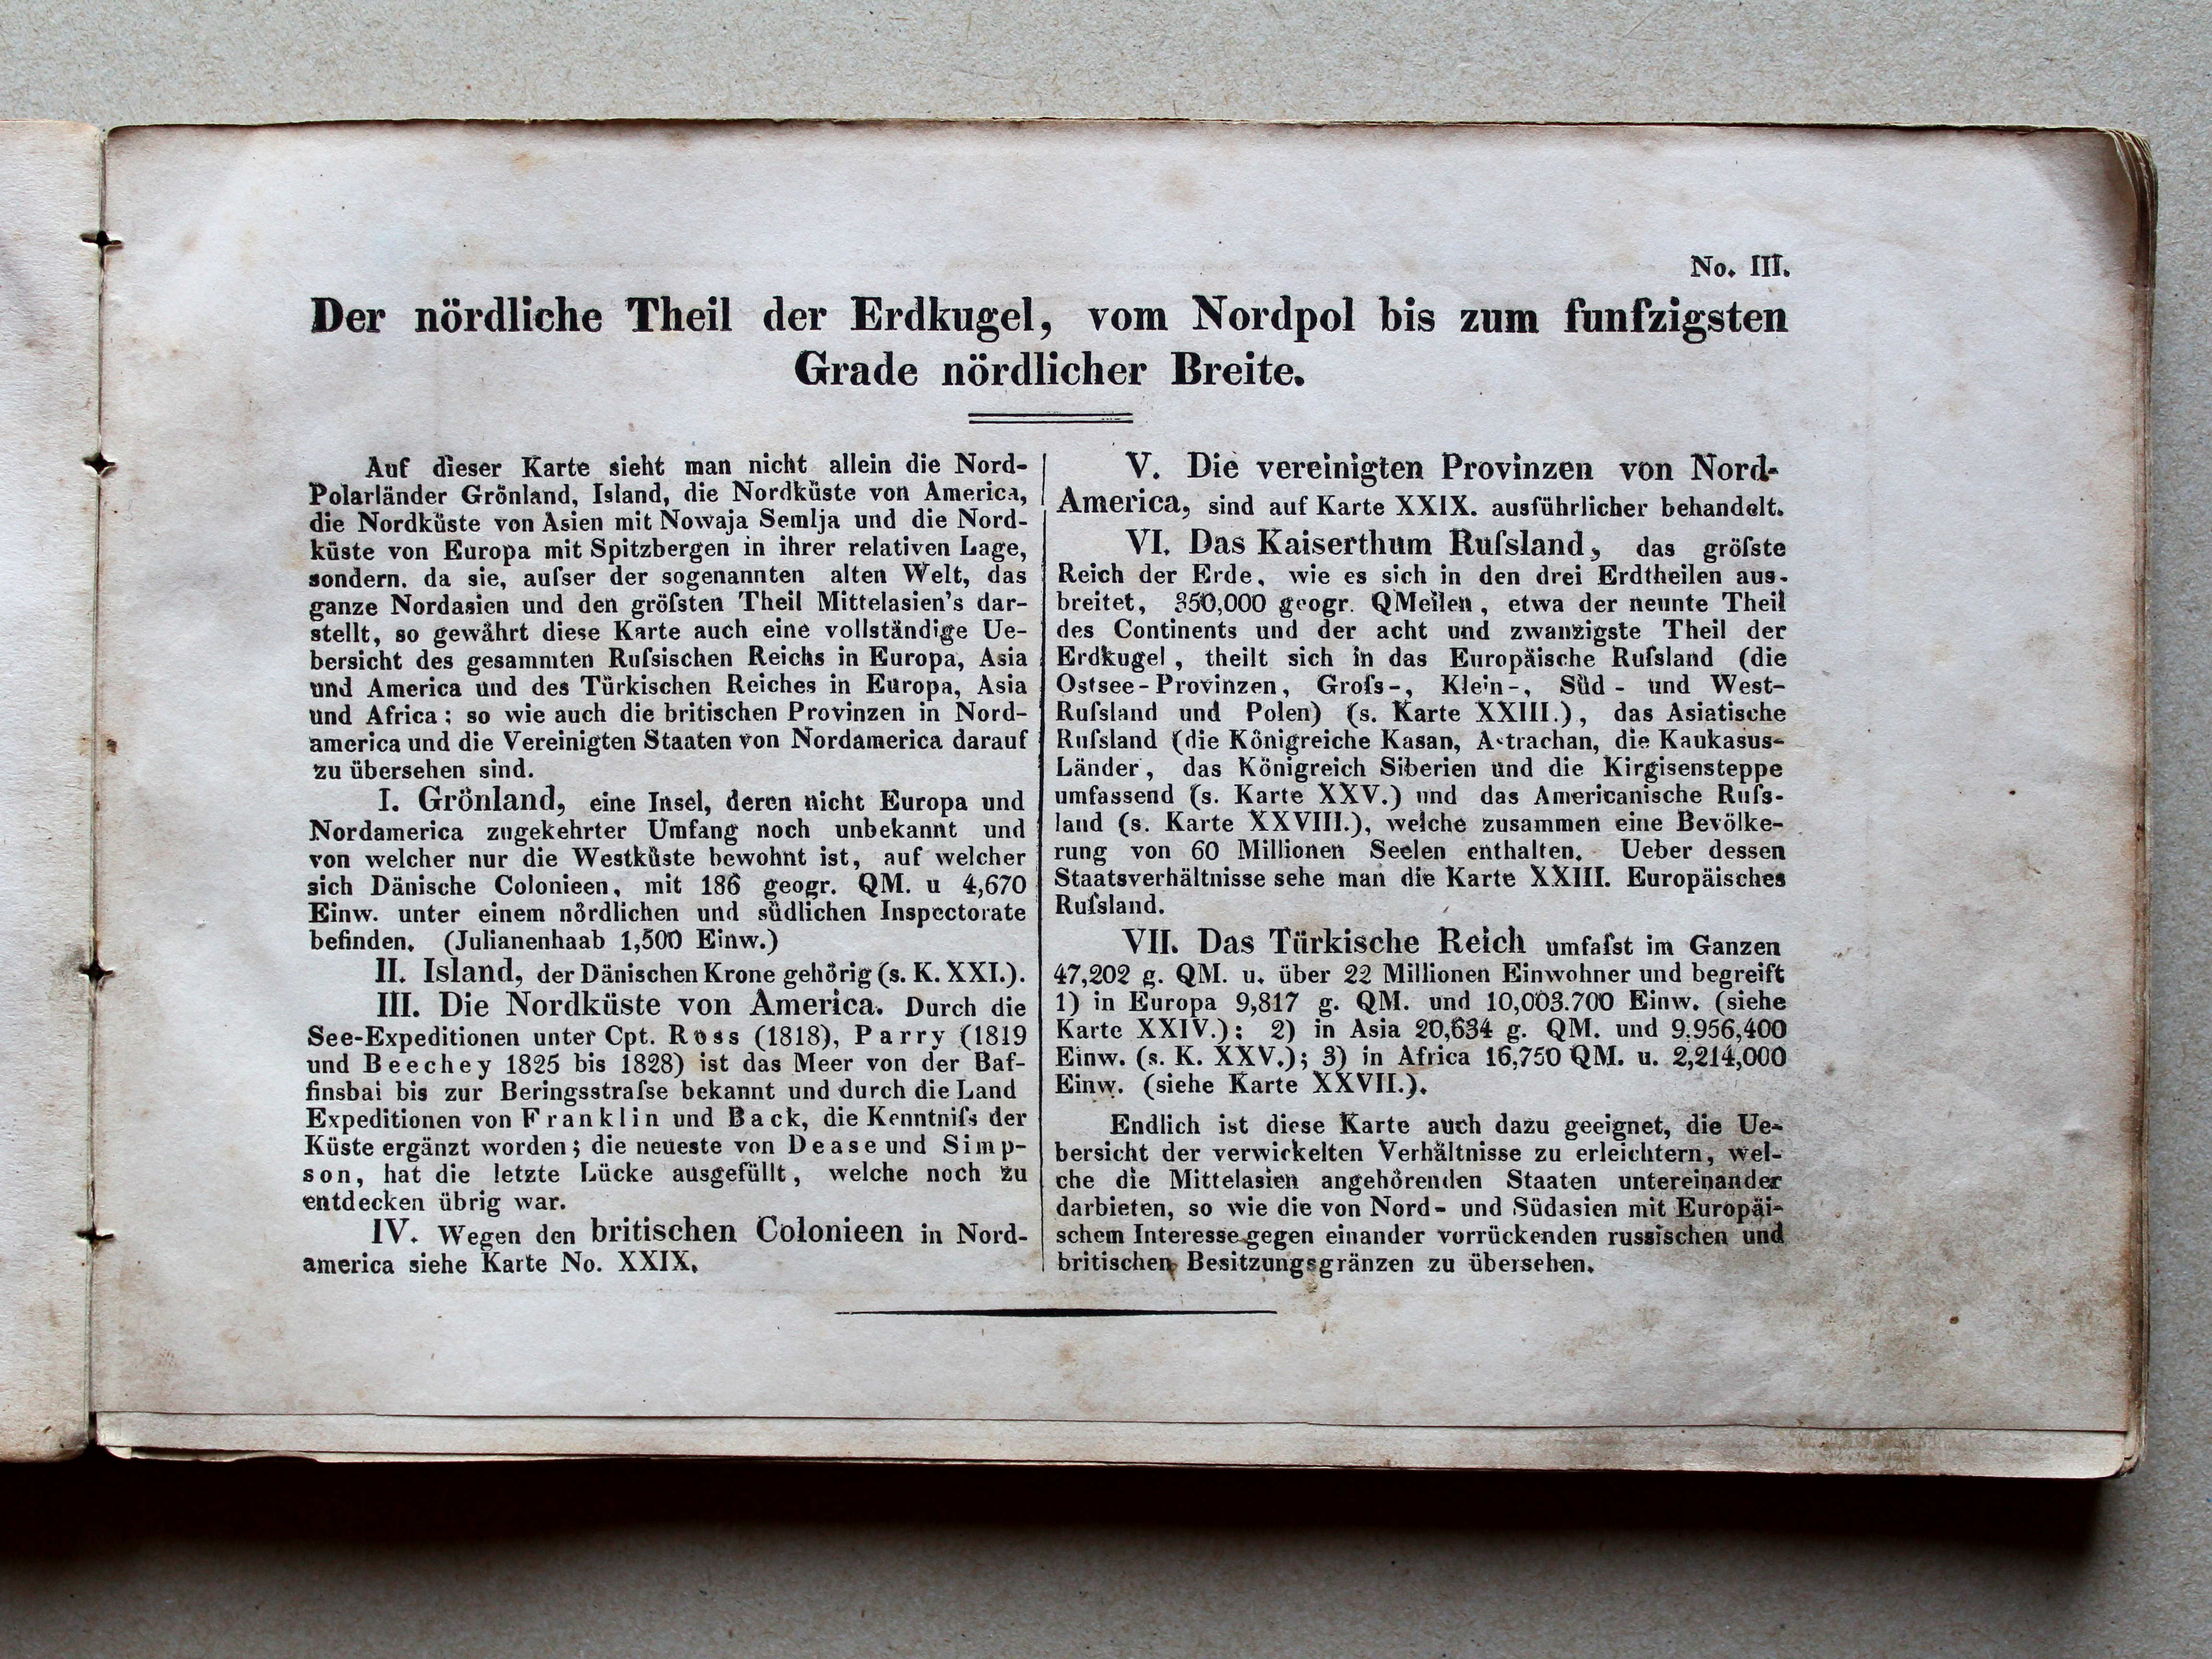 No. III.
Der nördliche Theil der Erdkugel, vom Nordpol bis zum funfzigsten
Grade nördlicher Breite.
Auf dieser Karte sieht man nicht allein die Nord-
Polarländer Grönland, Island, die Nordküste von America,
die Nordküste von Asien mit Nowaja Semlja und die Nord-
küste von Europa mit Spitzbergen in ihrer relativen Lage,
sondern. da sie, auſser der sogenannten alten Welt, das
ganze Nordasien und den gröſsten Theil Mittelasien's dar-
stellt, so gewährt diese Karte auch eine vollständige Ue-
bersicht des gesammten Ruſsischen Reichs in Europa, Asia
und America und des Türkischen Reiches in Europa, Asia
und Africa; so wie auch die britischen Provinzen in Nord-
america und die Vereinigten Staaten von Nordamerica darauf
zu übersehen sind.
I. Grönland, eine Insel, deren nicht Europa und
Nordamerica zugekehrter Umfang noch unbekannt und
von welcher nur die Westküste bewohnt ist, auf welcher
sich Dänische Colonieen, mit 186 geogr. QM. u 4,670
Einw. unter einem nördlichen und südlichen Inspectorate
befinden. (Julianenhaab 1,500 Einw.)
II. Island, der Dänischen Krone gehörig (s. K. XXI.).
III. Die Nordküste von America. Durch die
See-Expeditionen unter Cpt. Ross (1818), Parry (1819
und Beechey 1825 bis 1828) ist das Meer von der Baf-
finsbai bis zur Beringsstraſse bekannt und durch die Land
Expeditionen von Franklin und Back, die Kenntniſs der
Küste ergänzt worden; die neueste von Dease und Simp-
son, hat die letzte Lücke ausgefüllt, welche noch zu
entdecken übrig war.
IV. Wegen den britischen Colonieen in Nord-
america siehe Karte No. XXIX.
V. Die vereinigten Provinzen von Nord-
America, sind auf Karte XXIX. ausführlicher behandelt.
VI. Das Kaiserthum Ruſsland, das gröſste
Reich der Erde, wie es sich in den drei Erdtheilen aus-
breitet, 350,000 geogr. QMeilen, etwa der neunte Theil
des Continents und der acht und zwanzigste Theil der
Erdkugel, theilt sich in das Europäische Ruſsland (die
Ostsee-Provinzen, Groſs-, Klein-, Süd- und West-
Ruſsland und Polen) (s. Karte XXIII.), das Asiatische
Ruſsland (die Königreiche Kasan, Astrachan, die Kaukasus-
Länder, das Königreich Siberien und die Kirgisensteppe
umfassend (s. Karte XXV.) und das Americanische Ruſs-
land (s. Karte XXVIII.), welche zusammen eine Bevölke-
rung von 60 Millionen Seelen enthalten. Ueber dessen
Staatsverhältnisse sehe man die Karte XXIII. Europäisches
Ruſsland.
VII. Das Türkische Reich umfaſst im Ganzen
47,202 g. QM. u. über 22 Millionen Einwohner und begreift
1) in Europa 9,817 g. QM. und 10,003.700 Einw. (siehe
Karte XXIV.); 2) in Asia 20,634 g. QM. und 9.956,400
Einw. (s. K. XXV.); 3) in Africa 16,750 QM. u. 2,214,000
Einw. (siehe Karte XXVII.).
Endlich ist diese Karte auch dazu geeignet, die Ue-
bersicht der verwickelten Verhältnisse zu erleichtern, wel-
che die Mittelasien angehörenden Staaten untereinander
darbieten, so wie die von Nord- und Südasien mit Europäi-
schem Interesse gegen einander vorrückenden russischen und
britischen Besitzungsgränzen zu übersehen.